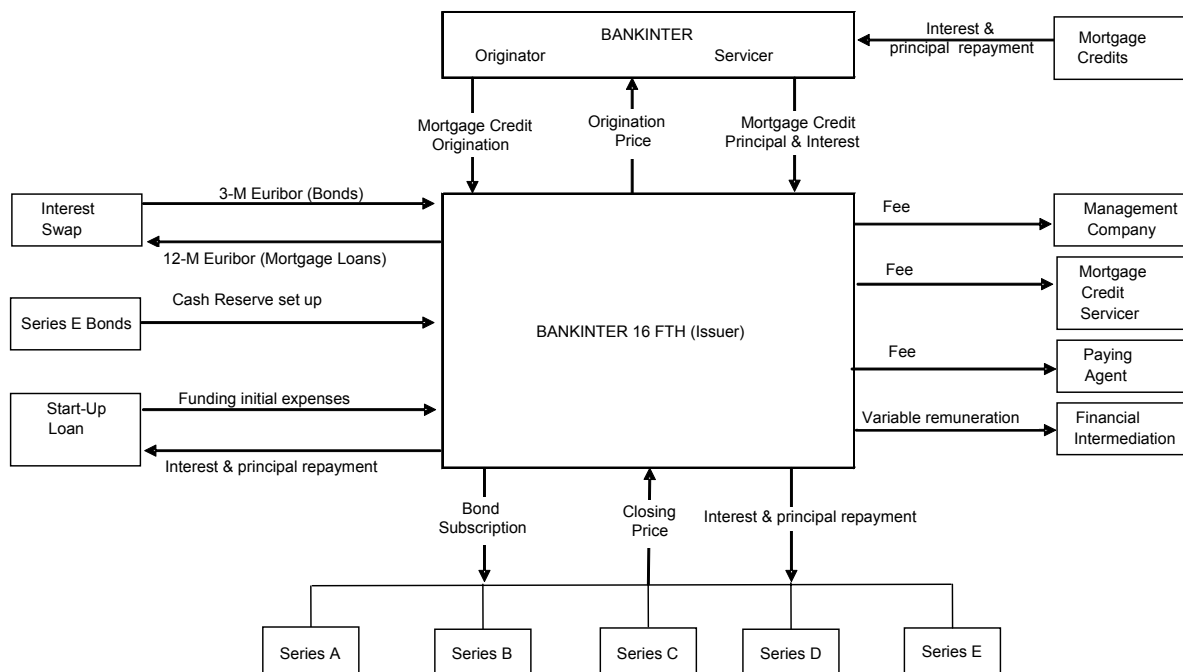 BANKINTER
Originator Servicer
Interest &
principal repayment
Mortgage
Credits
Mortgage Credit
Origination
Origination
Price
Mortgage Credit
Principal & Interest
Interest
Swap
3-M Euribor (Bonds)
12-M Euribor (Mortgage Loans)
Series E Bonds
Cash Reserve set up
Start-Up
Loan
Funding initial expenses
Interest & principal repayment
BANKINTER 16 FTH (Issuer)
Fee
Management
Company
Fee
Mortgage
Credit
Servicer
Fee
Paying
Agent
Variable remuneration
Financial
Intermediation
Bond
Subscription
Closing
Price
Interest & principal repayment
Series A
Series B
Series C
Series D
Series E